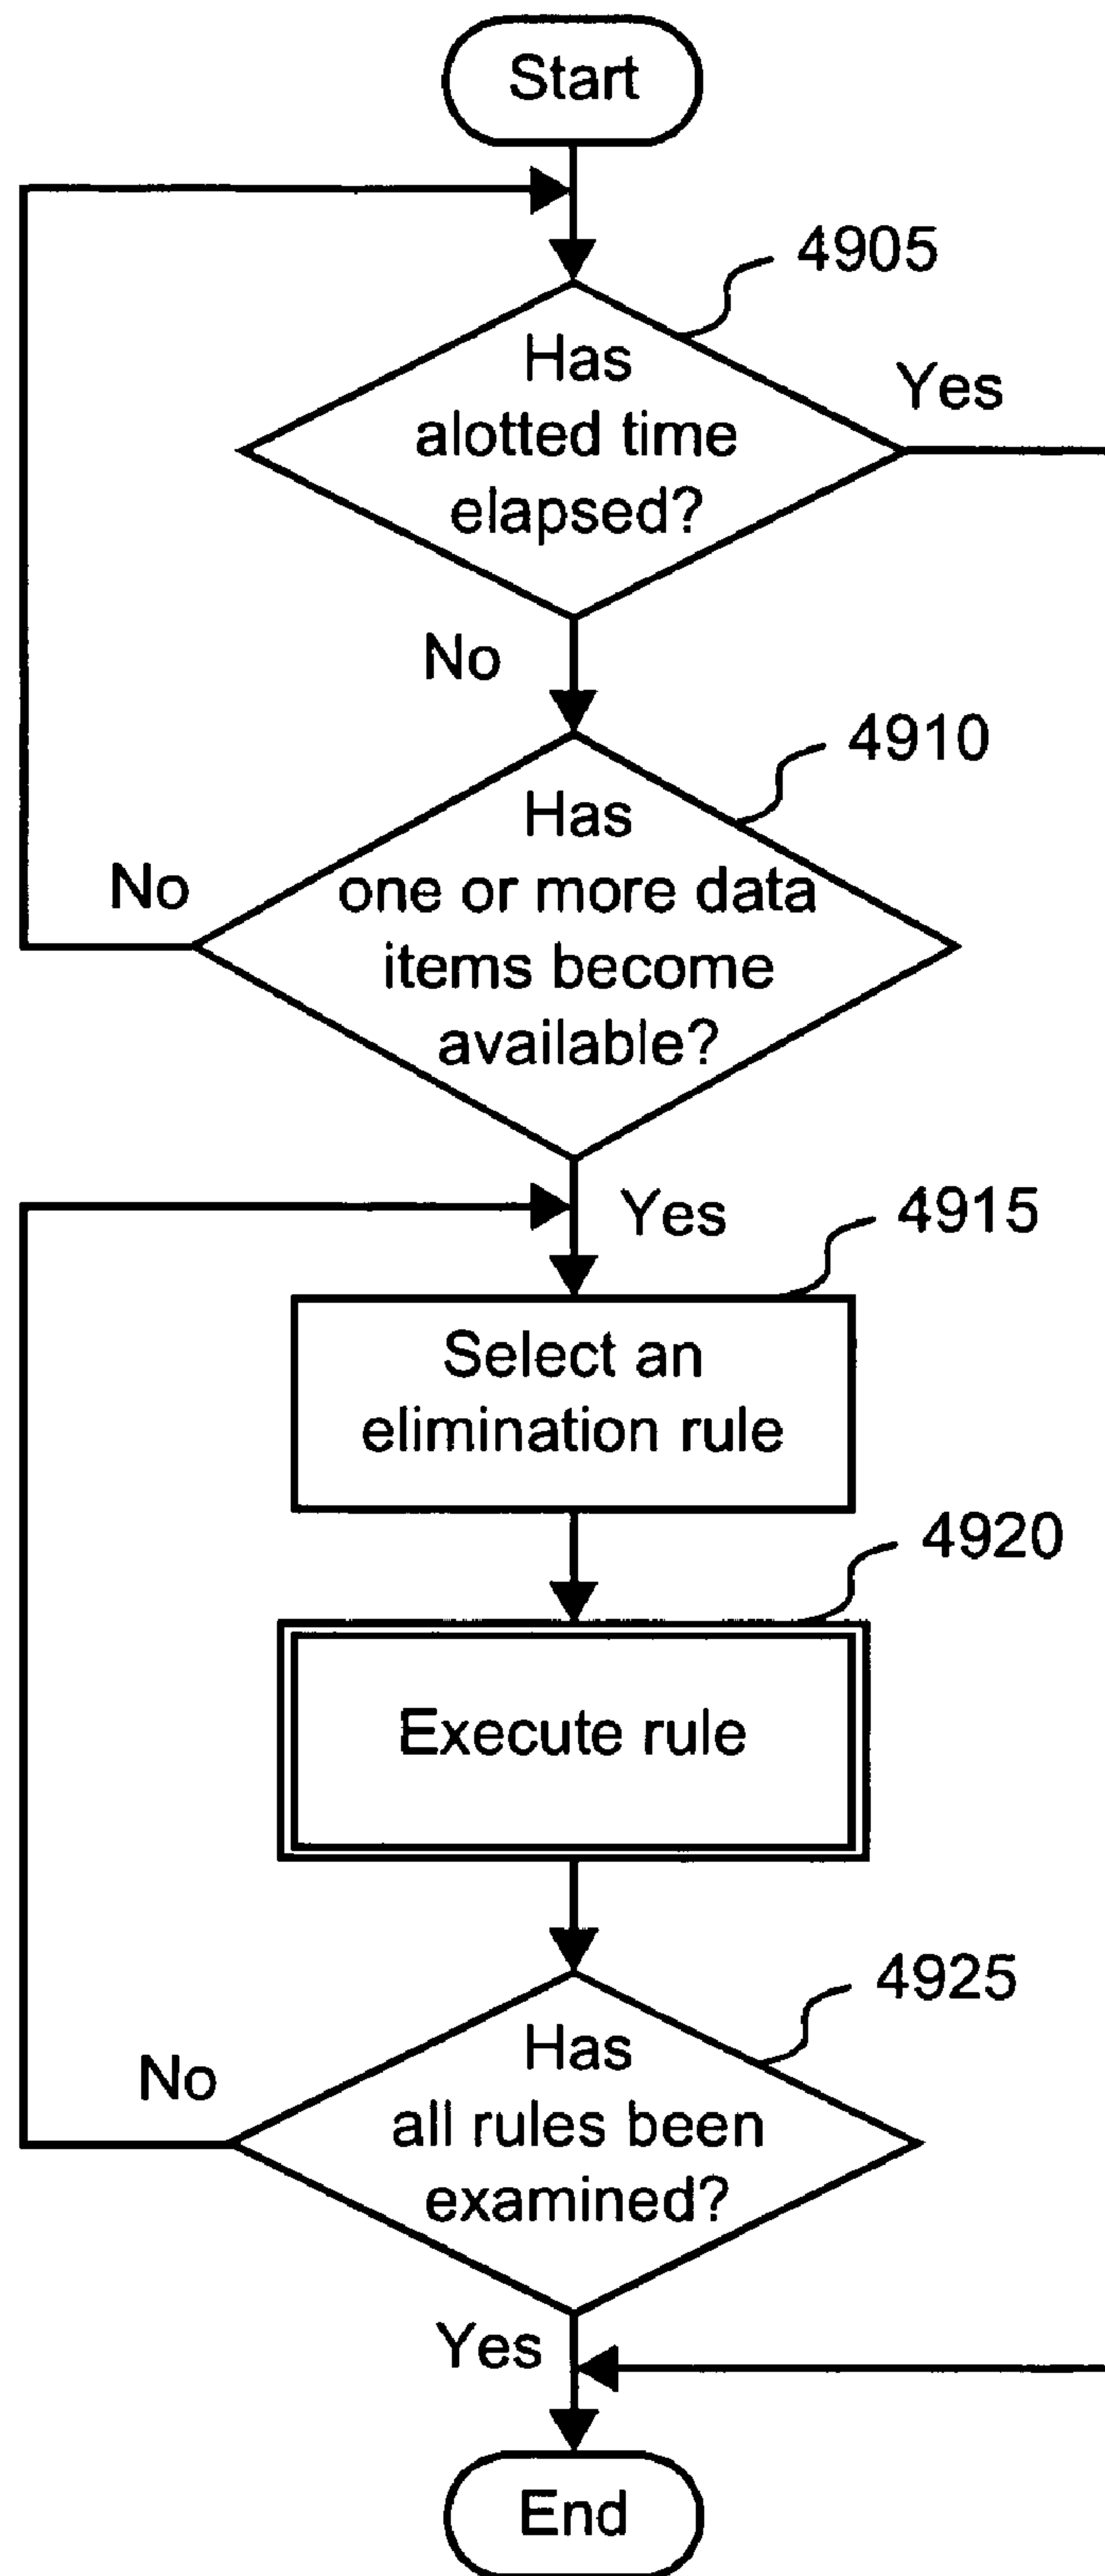 Start
4905
Has
alotted time
elapsed?
Yes
No
4910
Has
one or more data
items become
available?
No
Yes
4915
Select an
elimination rule
4920
Execute rule
4925
Has
all rules been
examined?
No
Yes
End